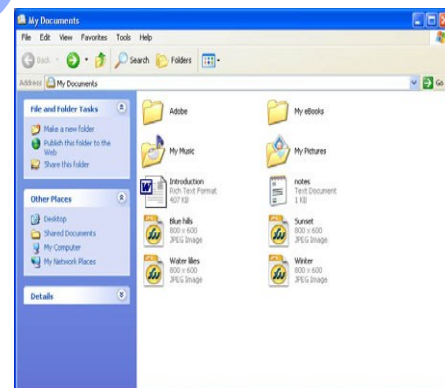 My Documents
File Edit View Favorites Tools Help
Back Search Folders
Address My Documents Go
File and Folder Tasks
Make a new folder
Publish this folder to the
Web
Share this folder
Other Places
Desktop
Shared Documents
My Computer
My Network Places
Details
Adobe
My eBooks
My Music
My Pictures
Introduction
Rich Text Format
407 KB
notes
Text Document
1 KB
Blue hills
800 x 600
JPEG Image
Sunset
800 x 600
JPEG Image
Water lilies
800 x 600
JPEG Image
Winter
800 x 600
JPEG Image